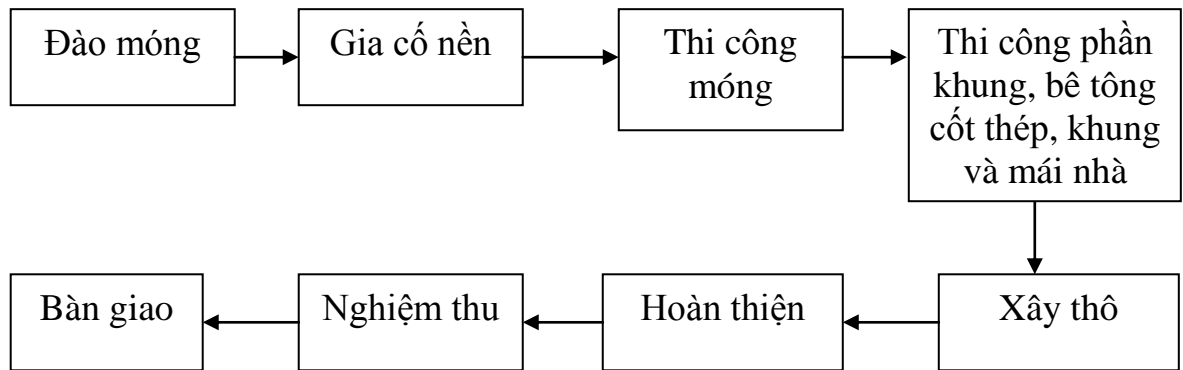 Đào móng
Gia cố nền
Thi công
móng
Thi công phần
khung, bê tông
cốt thép, khung
và mái nhà
Xây thô
Hoàn thiện
Nghiệm thu
Bàn giao